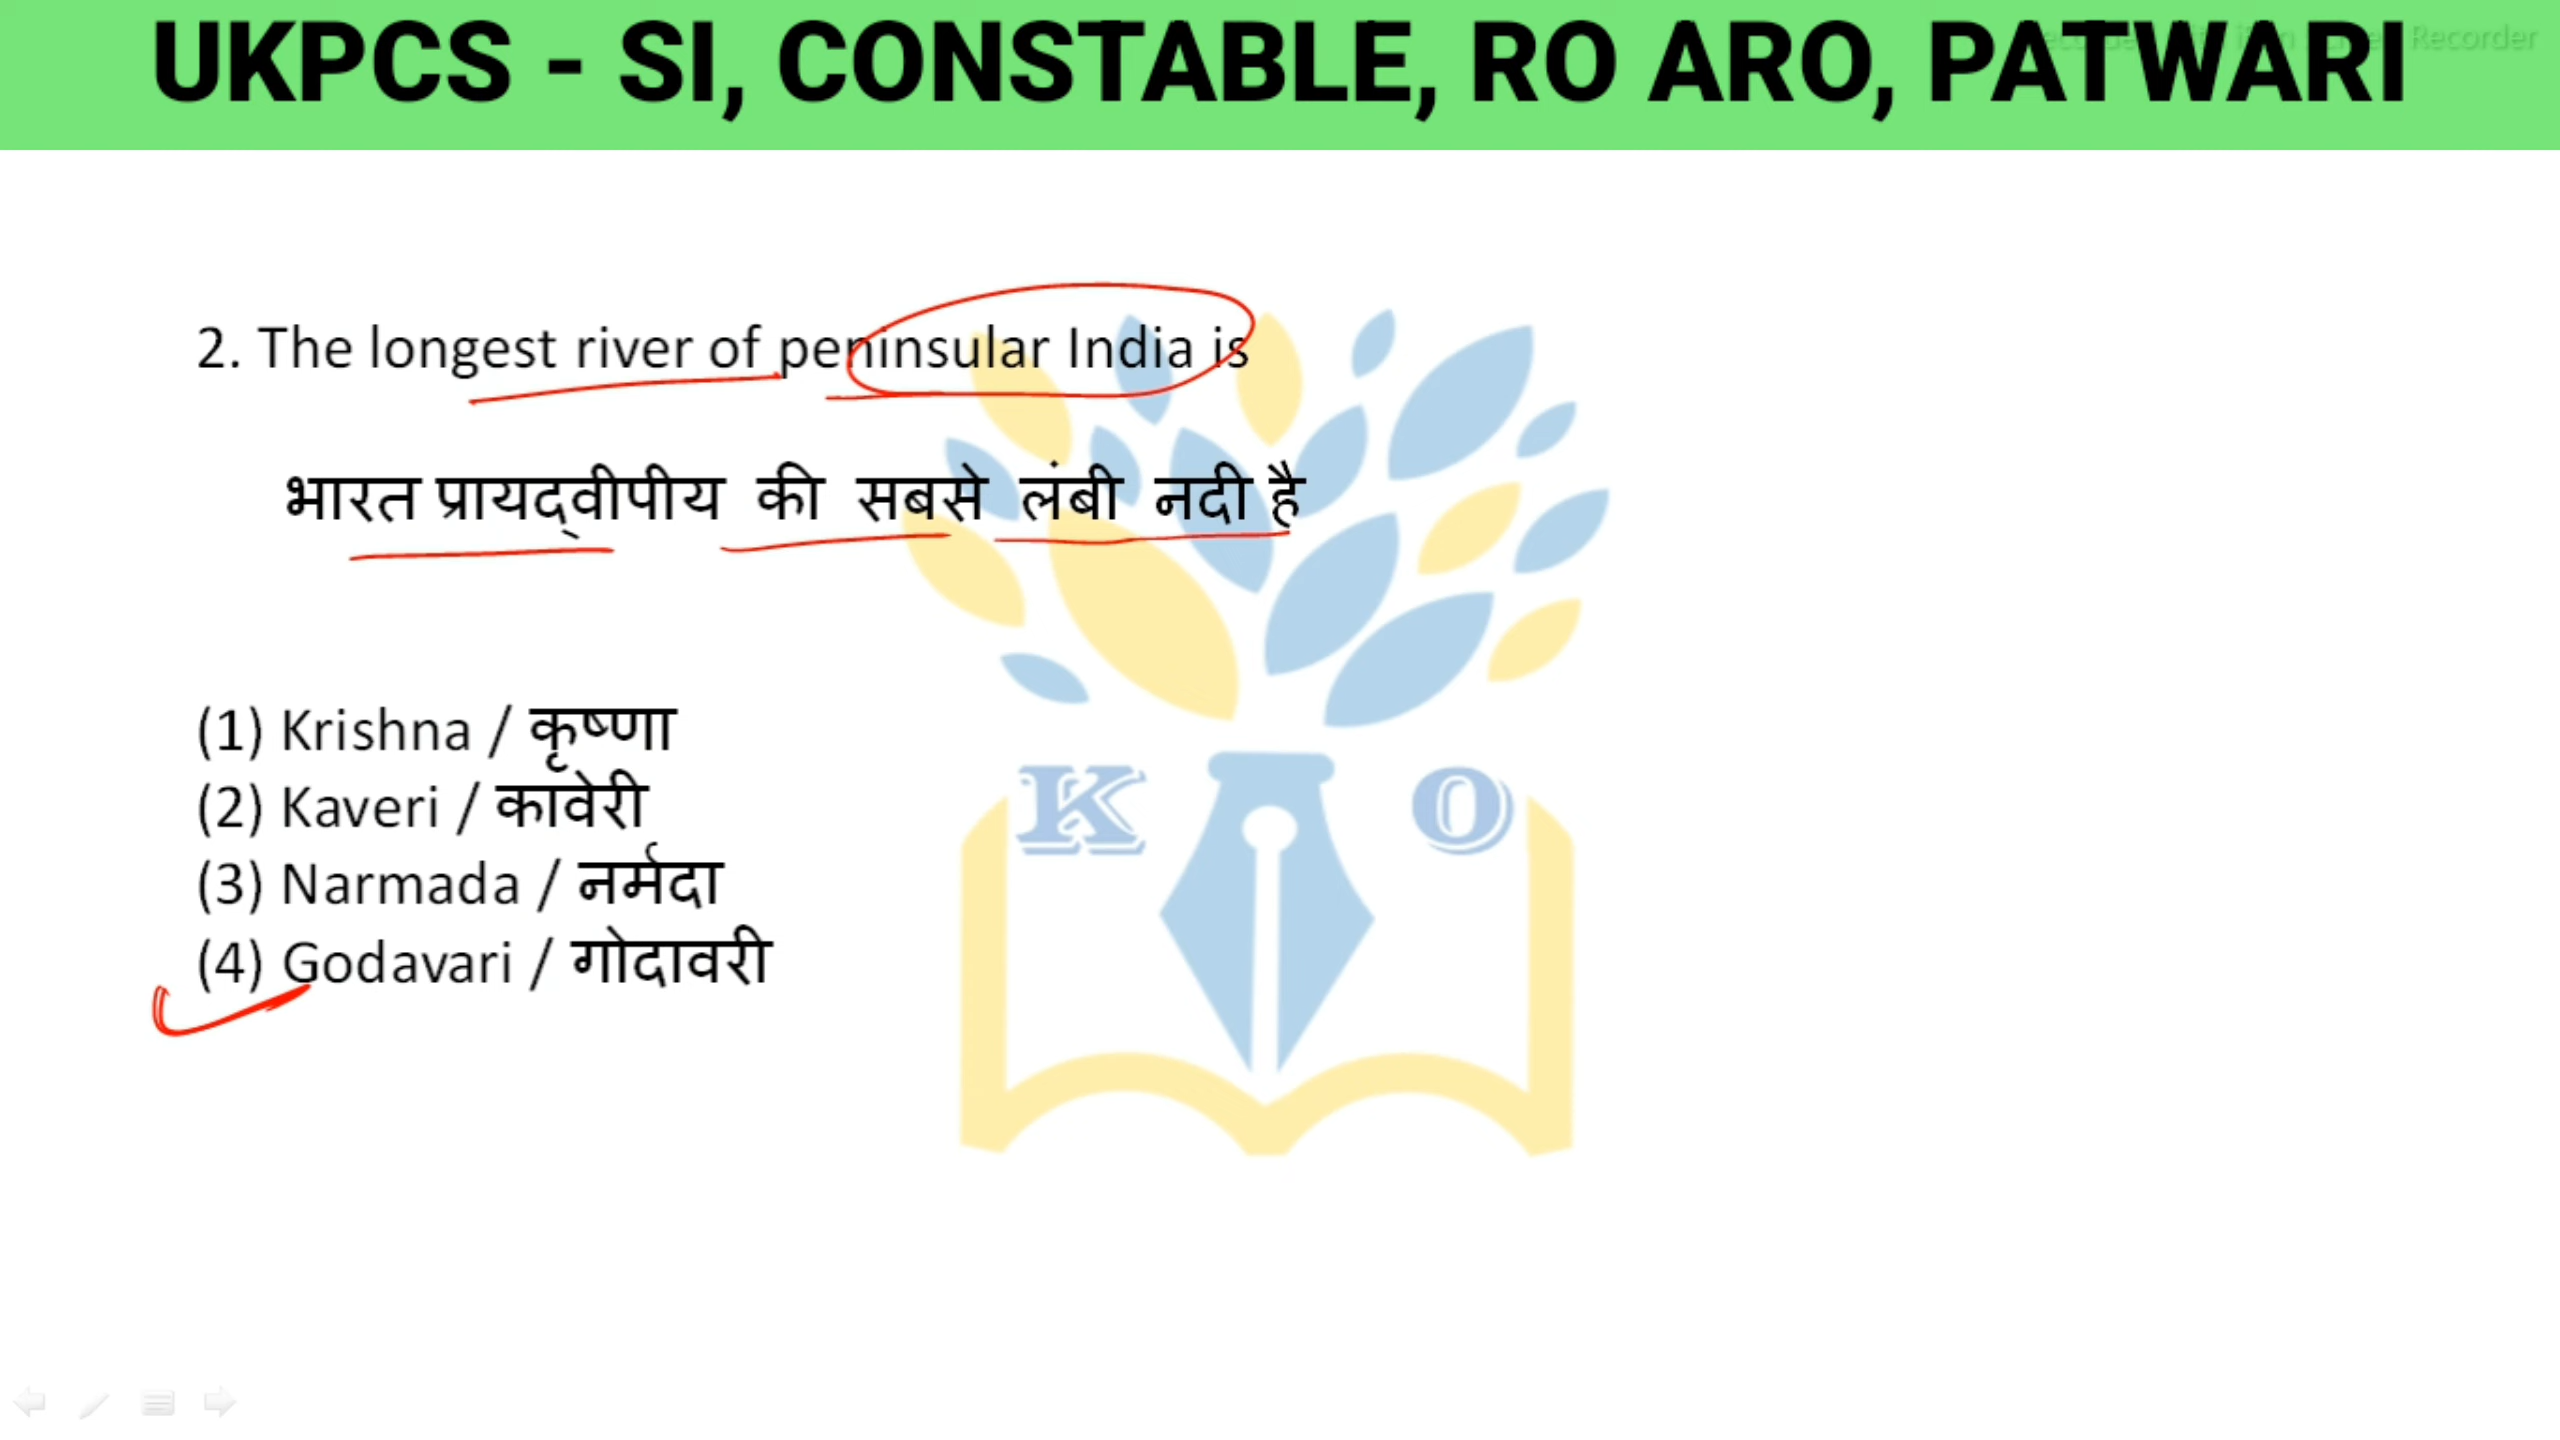 UKPCS - SI, CONSTABLE, RO ARO, PATWARI
Recorder
2. The longest river of peninsular India is
भारत प्रायद्वीपीय की सबसे लंबी नदी है
(1) Krishna / कृष्णा
(2) Kaveri / कावेरी
(3) Narmada / नर्मदा
(4) Godavari / गोदावरी
K O